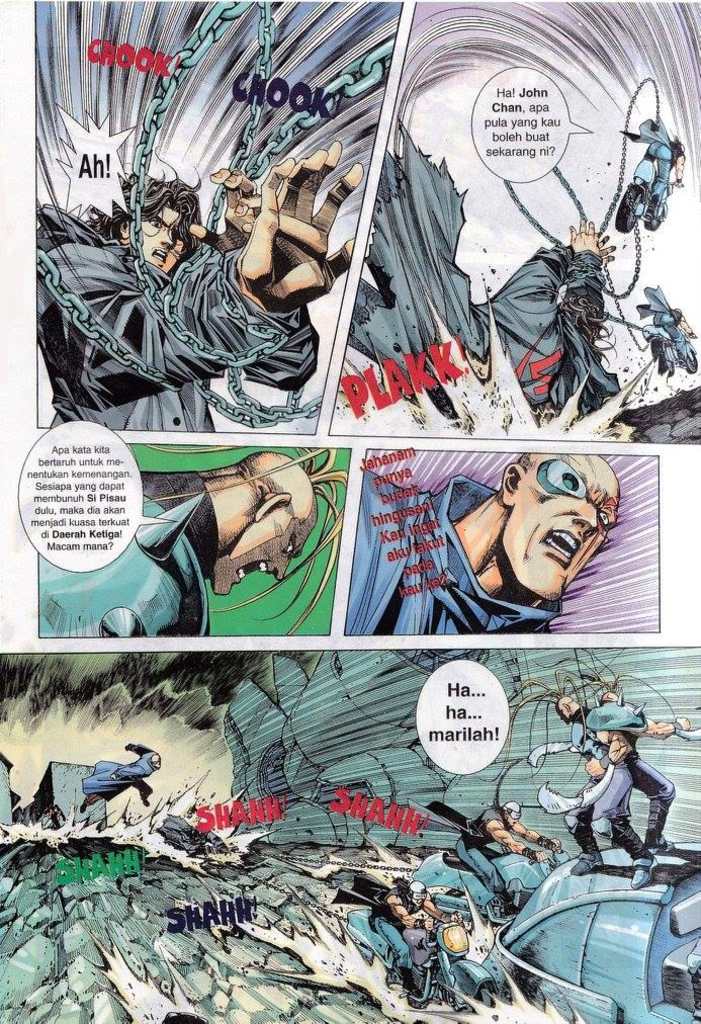 CHOOK!
CHOOK!
Ah!
Ha! John
Chan, apa
pula yang kau
boleh buat
sekarang ni?
PLAKK!
Apa kata kita
bertaruh untuk me-
nentukan kemenangan.
Sesiapa yang dapat
membunuh Si Pisau
dulu, maka dia akan
menjadi kuasa terkuat
di Daerah Ketiga!
Macam mana?
Jahanam
punya
budak
hingusan!
Kau ingat
aku takut
pada
kau ke?
Ha...
ha...
marilah!
SHAHH!
SHAHH!
SHAHH!
SHAHH!